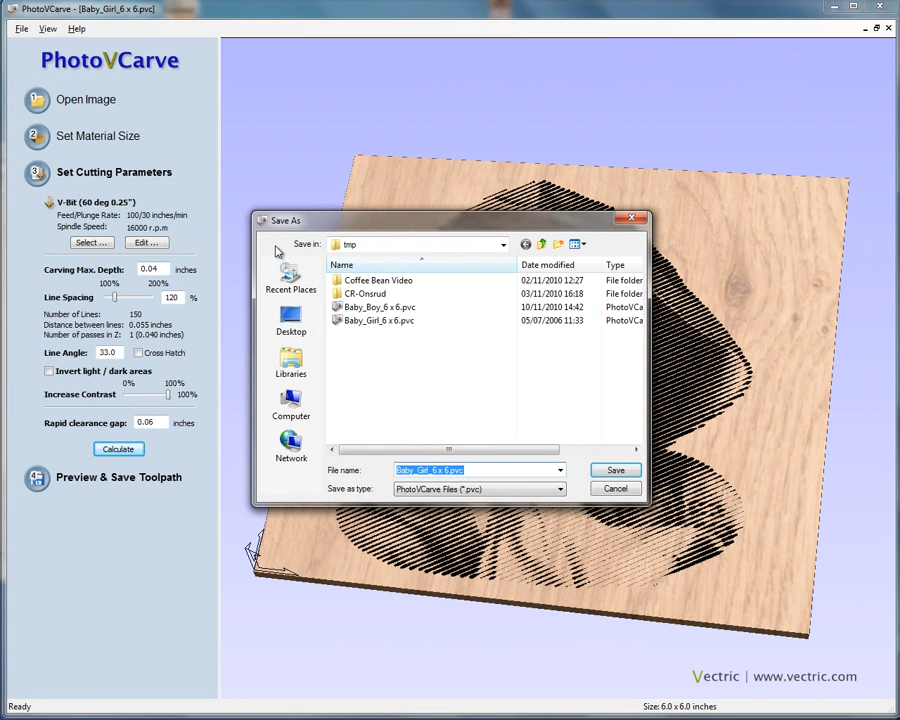 PhotoVCarve - [Baby_Girl_6 x 6.pvc]
File View Help
PhotoVCarve
1 Open Image
2 Set Material Size
3 Set Cutting Parameters
V-Bit (60 deg 0.25")
Feed/Plunge Rate: 100/30 inches/min
Spindle Speed: 16000 r.p.m
Select ... Edit ...
Carving Max. Depth: 0.04 inches
100% 200%
Line Spacing 120 %
Number of Lines: 150
Distance between lines: 0.055 inches
Number of passes in Z: 1 (0.040 inches)
Line Angle: 33.0 Cross Hatch
Invert light / dark areas
0% 100%
Increase Contrast 100%
Rapid clearance gap: 0.06 inches
Calculate
4 Preview & Save Toolpath
Save As
Save in: tmp
Recent Places
Desktop
Libraries
Computer
Network
Name Date modified Type
Coffee Bean Video 02/11/2010 12:27 File folder
CR-Onsrud 03/11/2010 16:18 File folder
Baby_Boy_6 x 6.pvc 10/11/2010 14:42 PhotoVCa
Baby_Girl_6 x 6.pvc 05/07/2006 11:33 PhotoVCa
File name: Baby_Girl_6 x 6.pvc Save
Save as type: PhotoVCarve Files (*.pvc) Cancel
Vectric | www.vectric.com
Ready Size: 6.0 x 6.0 inches